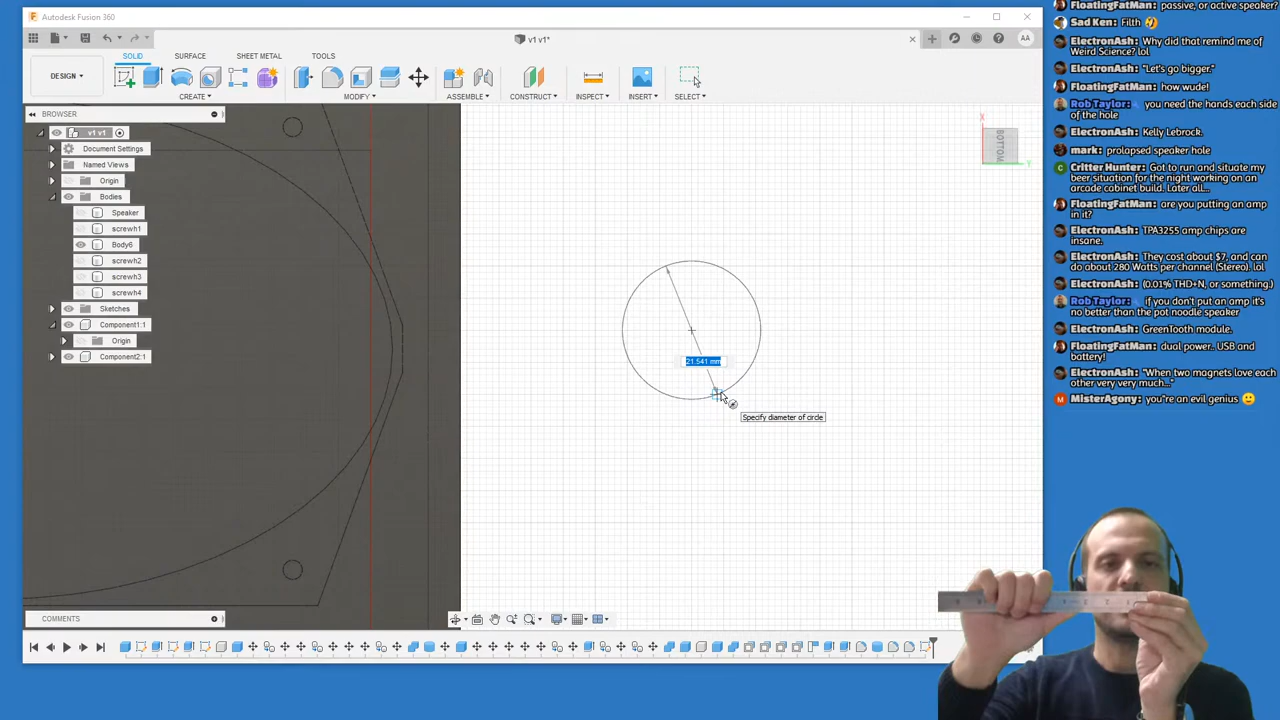 Autodesk Fusion 360
v1 v1*
AA
SOLID
SURFACE
SHEET METAL
TOOLS
DESIGN
CREATE
MODIFY
ASSEMBLE
CONSTRUCT
INSPECT
INSERT
SELECT
BROWSER
v1 v1
Document Settings
Named Views
Origin
Bodies
Speaker
screwh1
Body6
screwh2
screwh3
screwh4
Sketches
Component1:1
Origin
Component2:1
21.541 mm
Specify diameter of circle
BOTTOM
X
Y
COMMENTS
FloatingFatMan: passive, or active speaker?
Sad Ken: Filth 🤣
ElectronAsh: Why did that remind me of
Weird Science? lol
ElectronAsh: "Let's go bigger."
FloatingFatMan: how wude!
Rob Taylor: you need the hands each side
of the hole
ElectronAsh: Kelly Lebrock.
mark: prolapsed speaker hole
Critter Hunter: Got to run and situate my
beer situation for the night working on an
arcade cabinet build. Later all...
FloatingFatMan: are you putting an amp
in it?
ElectronAsh: TPA3255 amp chips are
insane.
ElectronAsh: They cost about $7, and can
do about 280 Watts per channel (Stereo). lol
ElectronAsh: (0.01% THD+N, or something.)
Rob Taylor: if you don't put an amp it's
no better than the pot noodle speaker
ElectronAsh: GreenTooth module.
FloatingFatMan: dual power.. USB and
battery!
ElectronAsh: "When two magnets love each
other very very much..."
MisterAgony: you"re an evil genius 🙂